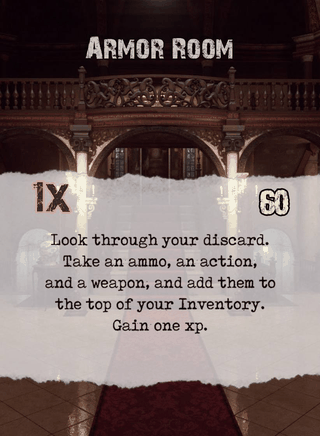 Armor Room
1X
60
Look through your discard.
Take an ammo, an action,
and a weapon, and add them to
the top of your Inventory.
Gain one xp.